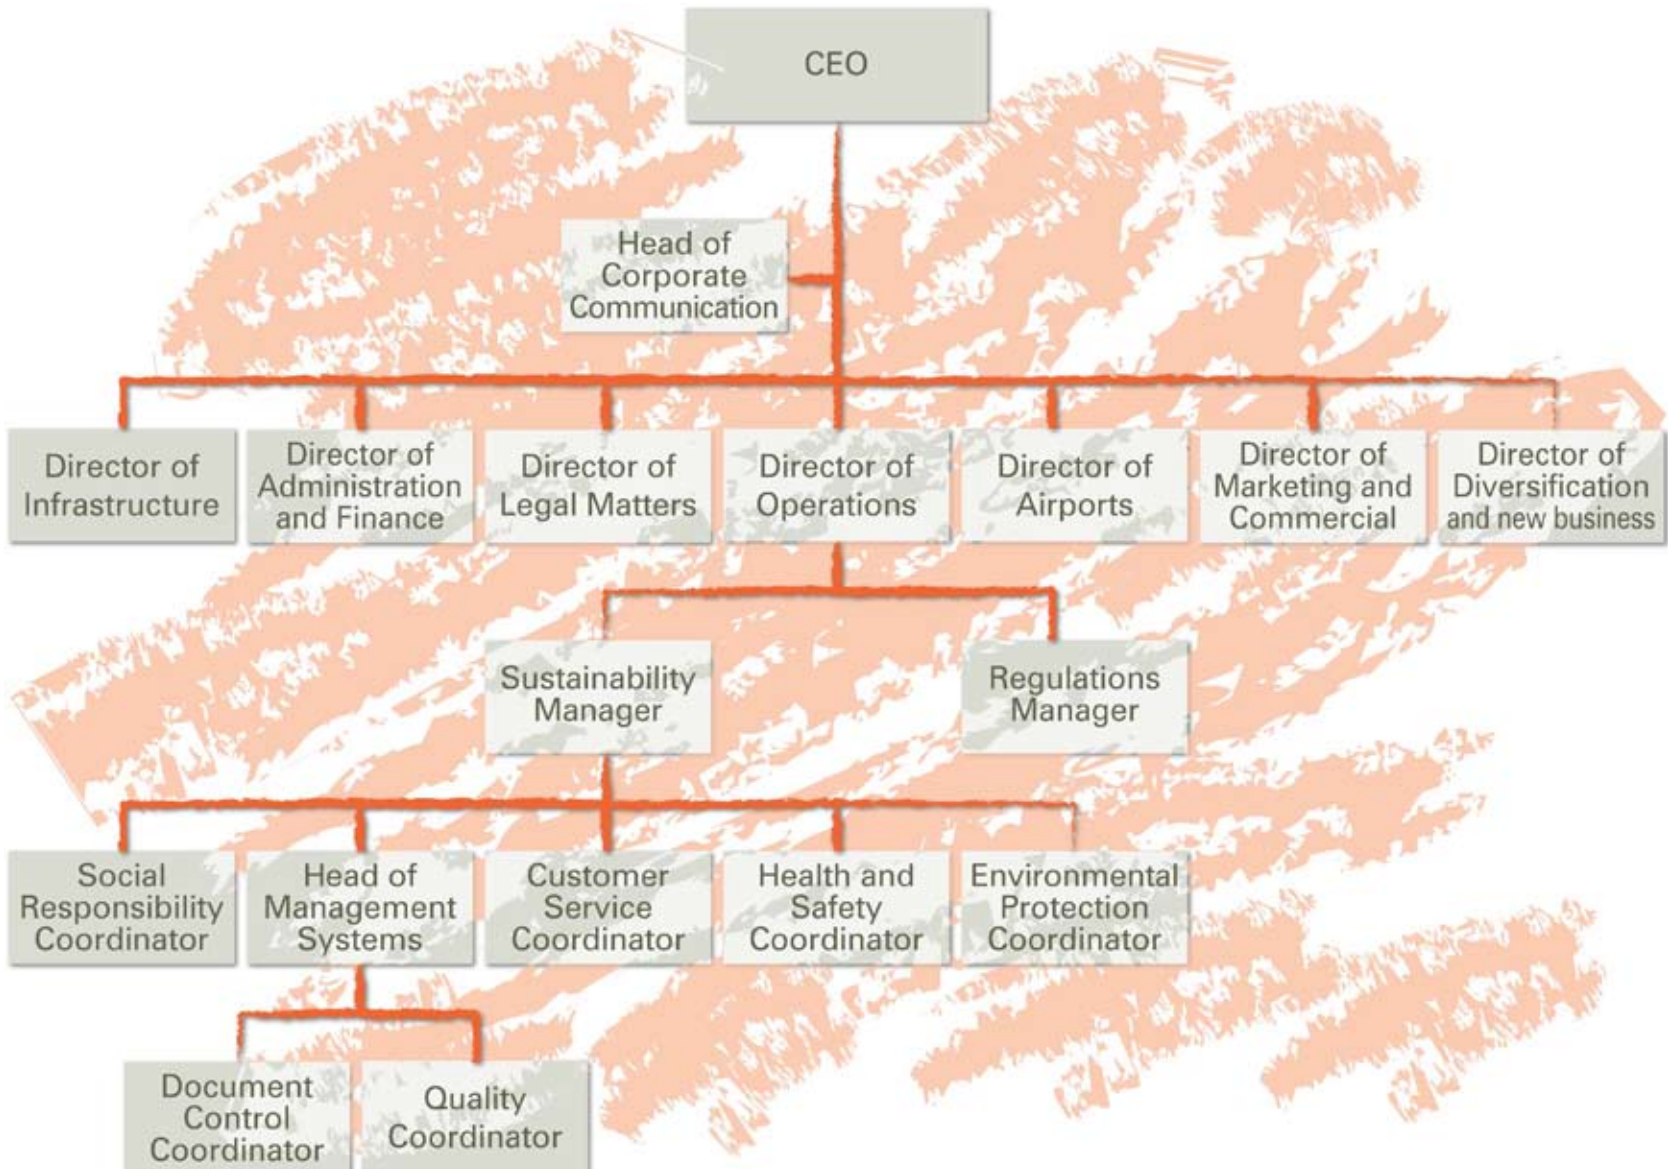 CEO
Head of
Corporate
Communication
Director of
Infrastructure
Director of
Administration
and Finance
Director of
Legal Matters
Director of
Operations
Director of
Airports
Director of
Marketing and
Commercial
Director of
Diversification
and new business
Sustainability
Manager
Regulations
Manager
Social
Responsibility
Coordinator
Head of
Management
Systems
Customer
Service
Coordinator
Health and
Safety
Coordinator
Environmental
Protection
Coordinator
Document
Control
Coordinator
Quality
Coordinator